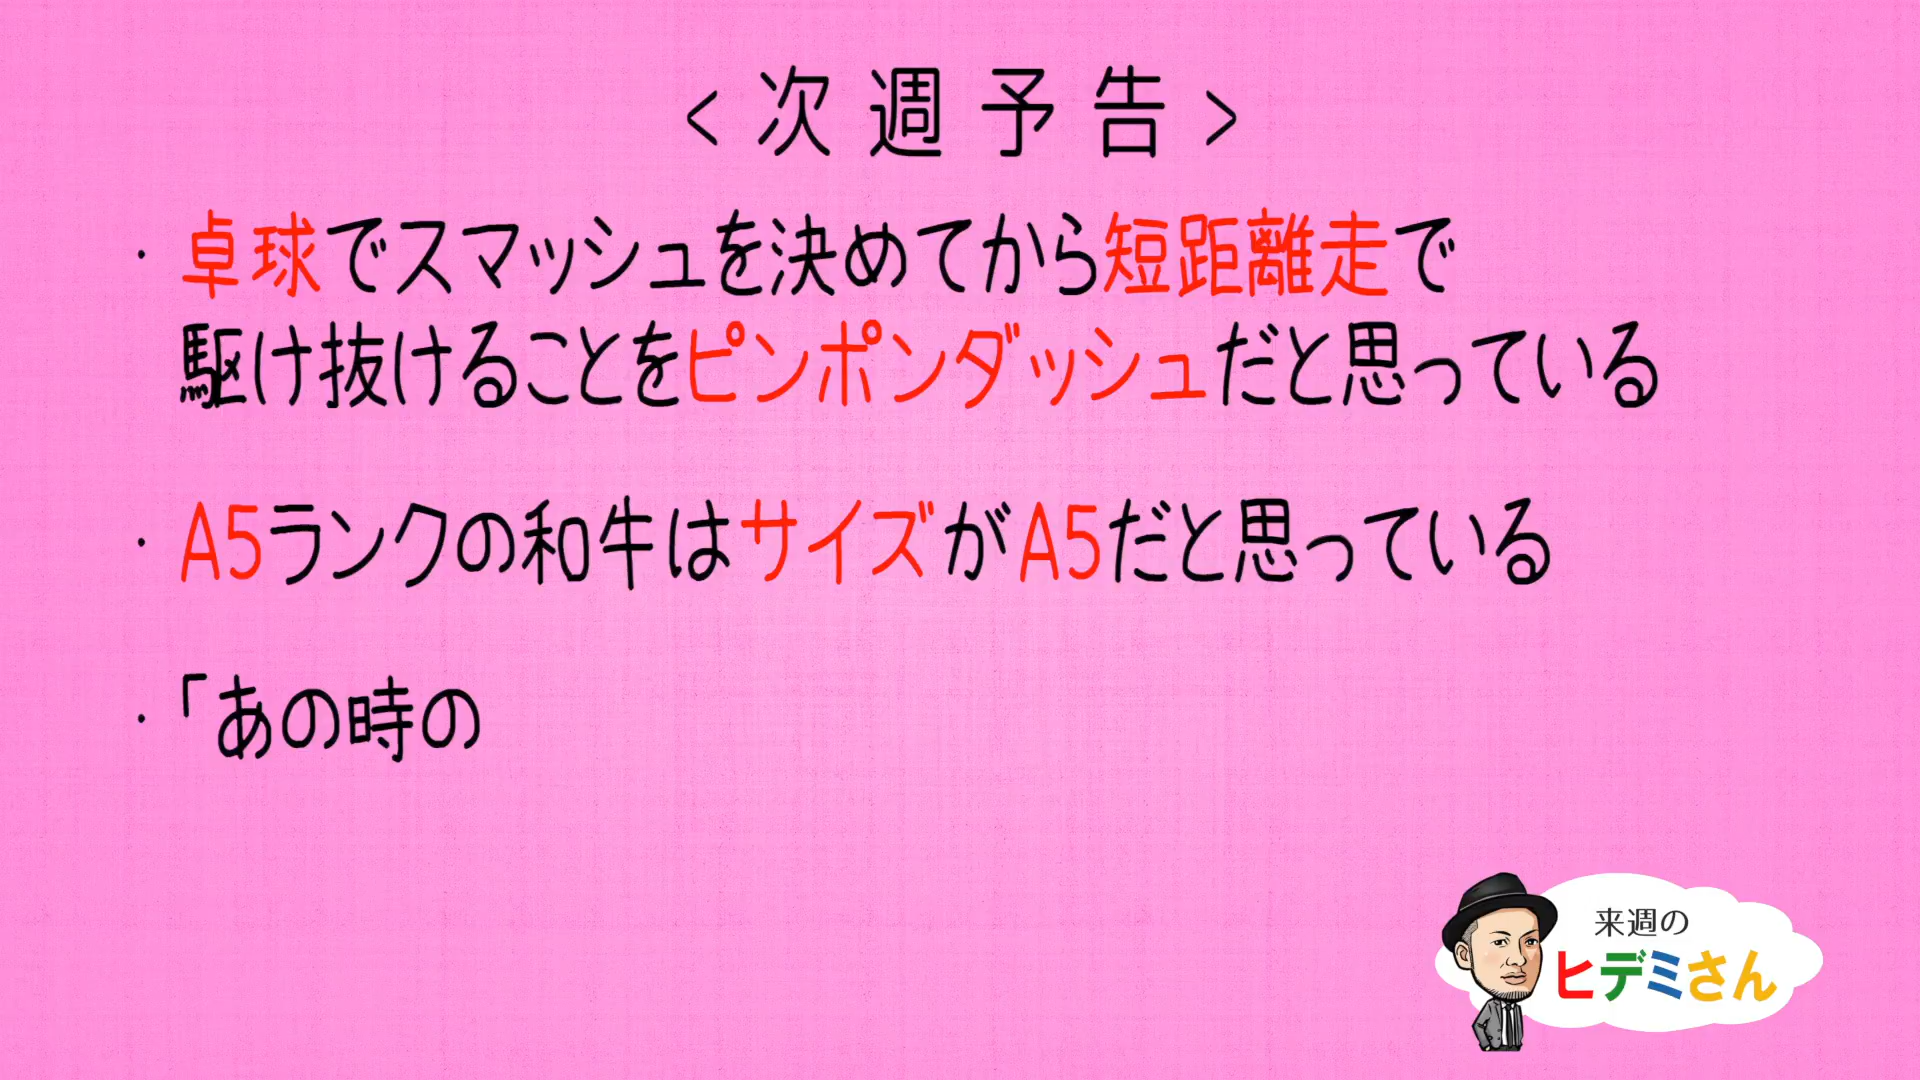 <次週予告>
・卓球でスマッシュを決めてから短距離走で
駆け抜けることをピンポンダッシュだと思っている
・A5ランクの和牛はサイズがA5だと思っている
・「あの時の
来週の
ヒデミさん